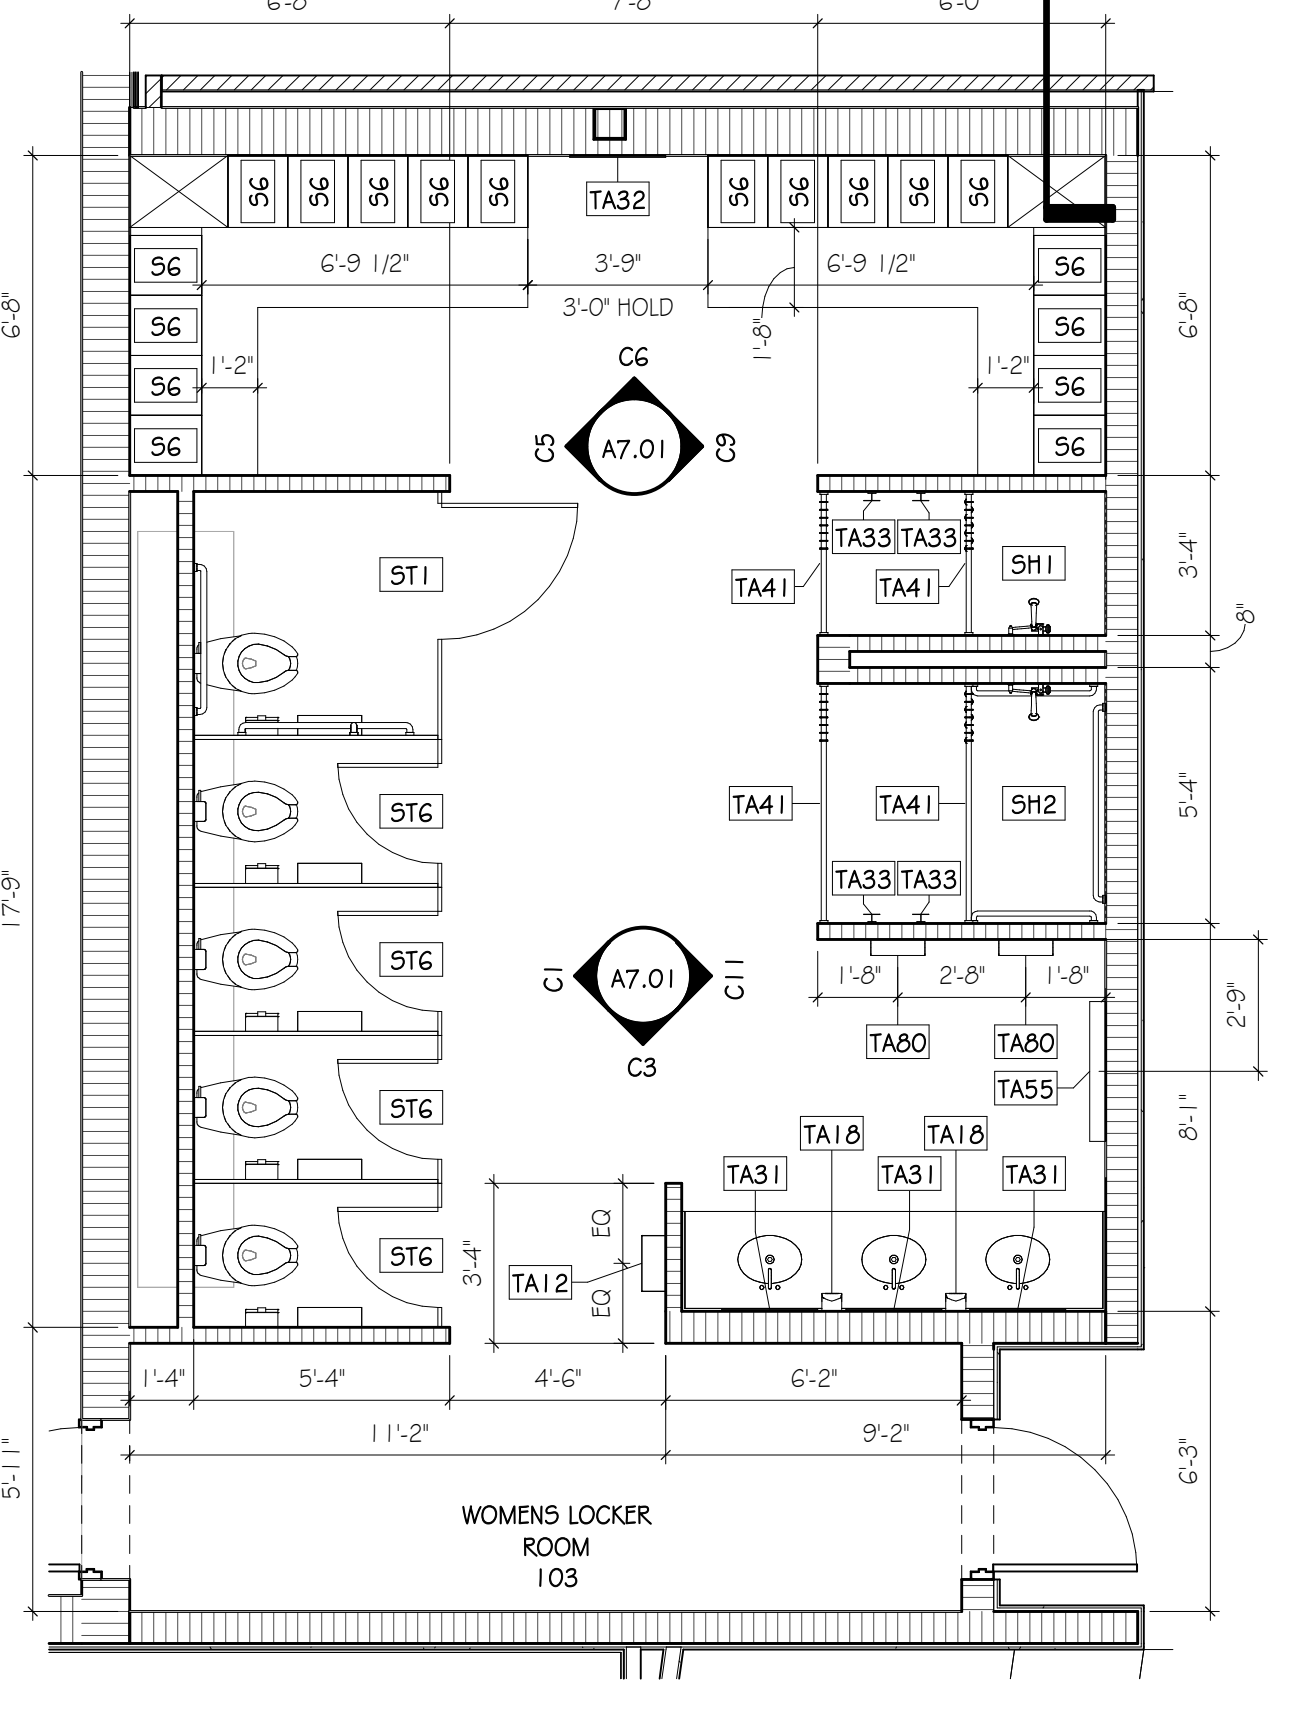 6'-8"
7'-8"
6'-0"
S6 S6 S6 S6 S6 TA32 S6 S6 S6 S6 S6
S6 6'-9 1/2" 3'-9" 6'-9 1/2" S6
3'-0" HOLD
6'-8" S6 1'-8" S6 6'-8"
C6
S6 1'-2" 1'-2" S6
S6 C5 A7.01 C9 S6
TA33 TA33
ST1 TA41 TA41 SH1 3'-4"
8"
ST6 TA41 TA41 SH2 5'-4"
TA33 TA33
17'-9"
ST6 C1 A7.01 C11 1'-8" 2'-8" 1'-8"
2'-9"
C3 TA80 TA80
TA55
ST6 TA18 TA18 8'-1"
TA31 TA31 TA31
EQ
ST6 3'-4" TA12
EQ
1'-4" 5'-4" 4'-6" 6'-2"
11'-2" 9'-2"
5'-11" 6'-3"
WOMENS LOCKER
ROOM
103